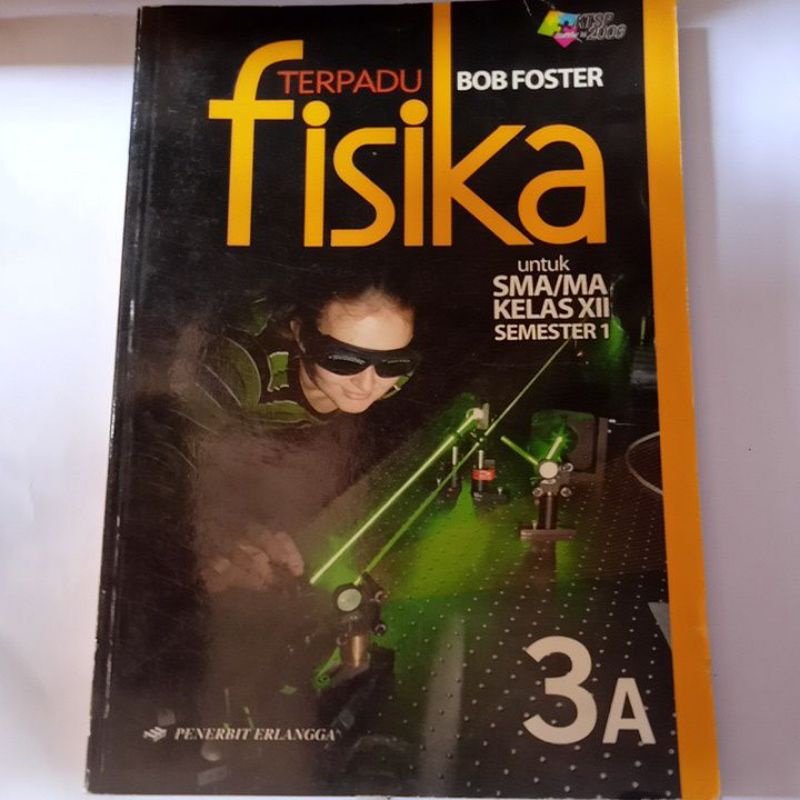 KTSP
2006
TERPADU
BOB FOSTER
fisika
untuk
SMA/MA
KELAS XII
SEMESTER 1
3A
PENERBIT ERLANGGA